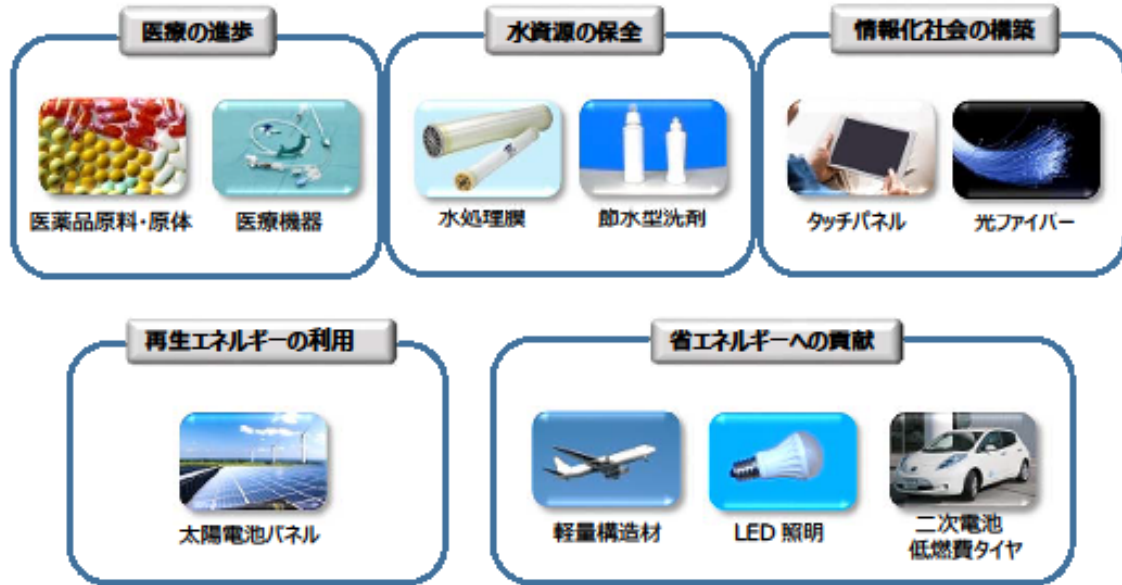 医療の進歩
水資源の保全
情報化社会の構築
医薬品原料・原体
医療機器
水処理膜
節水型洗剤
タッチパネル
光ファイバー
再生エネルギーの利用
省エネルギーへの貢献
太陽電池パネル
軽量構造材
LED 照明
二次電池
低燃費タイヤ